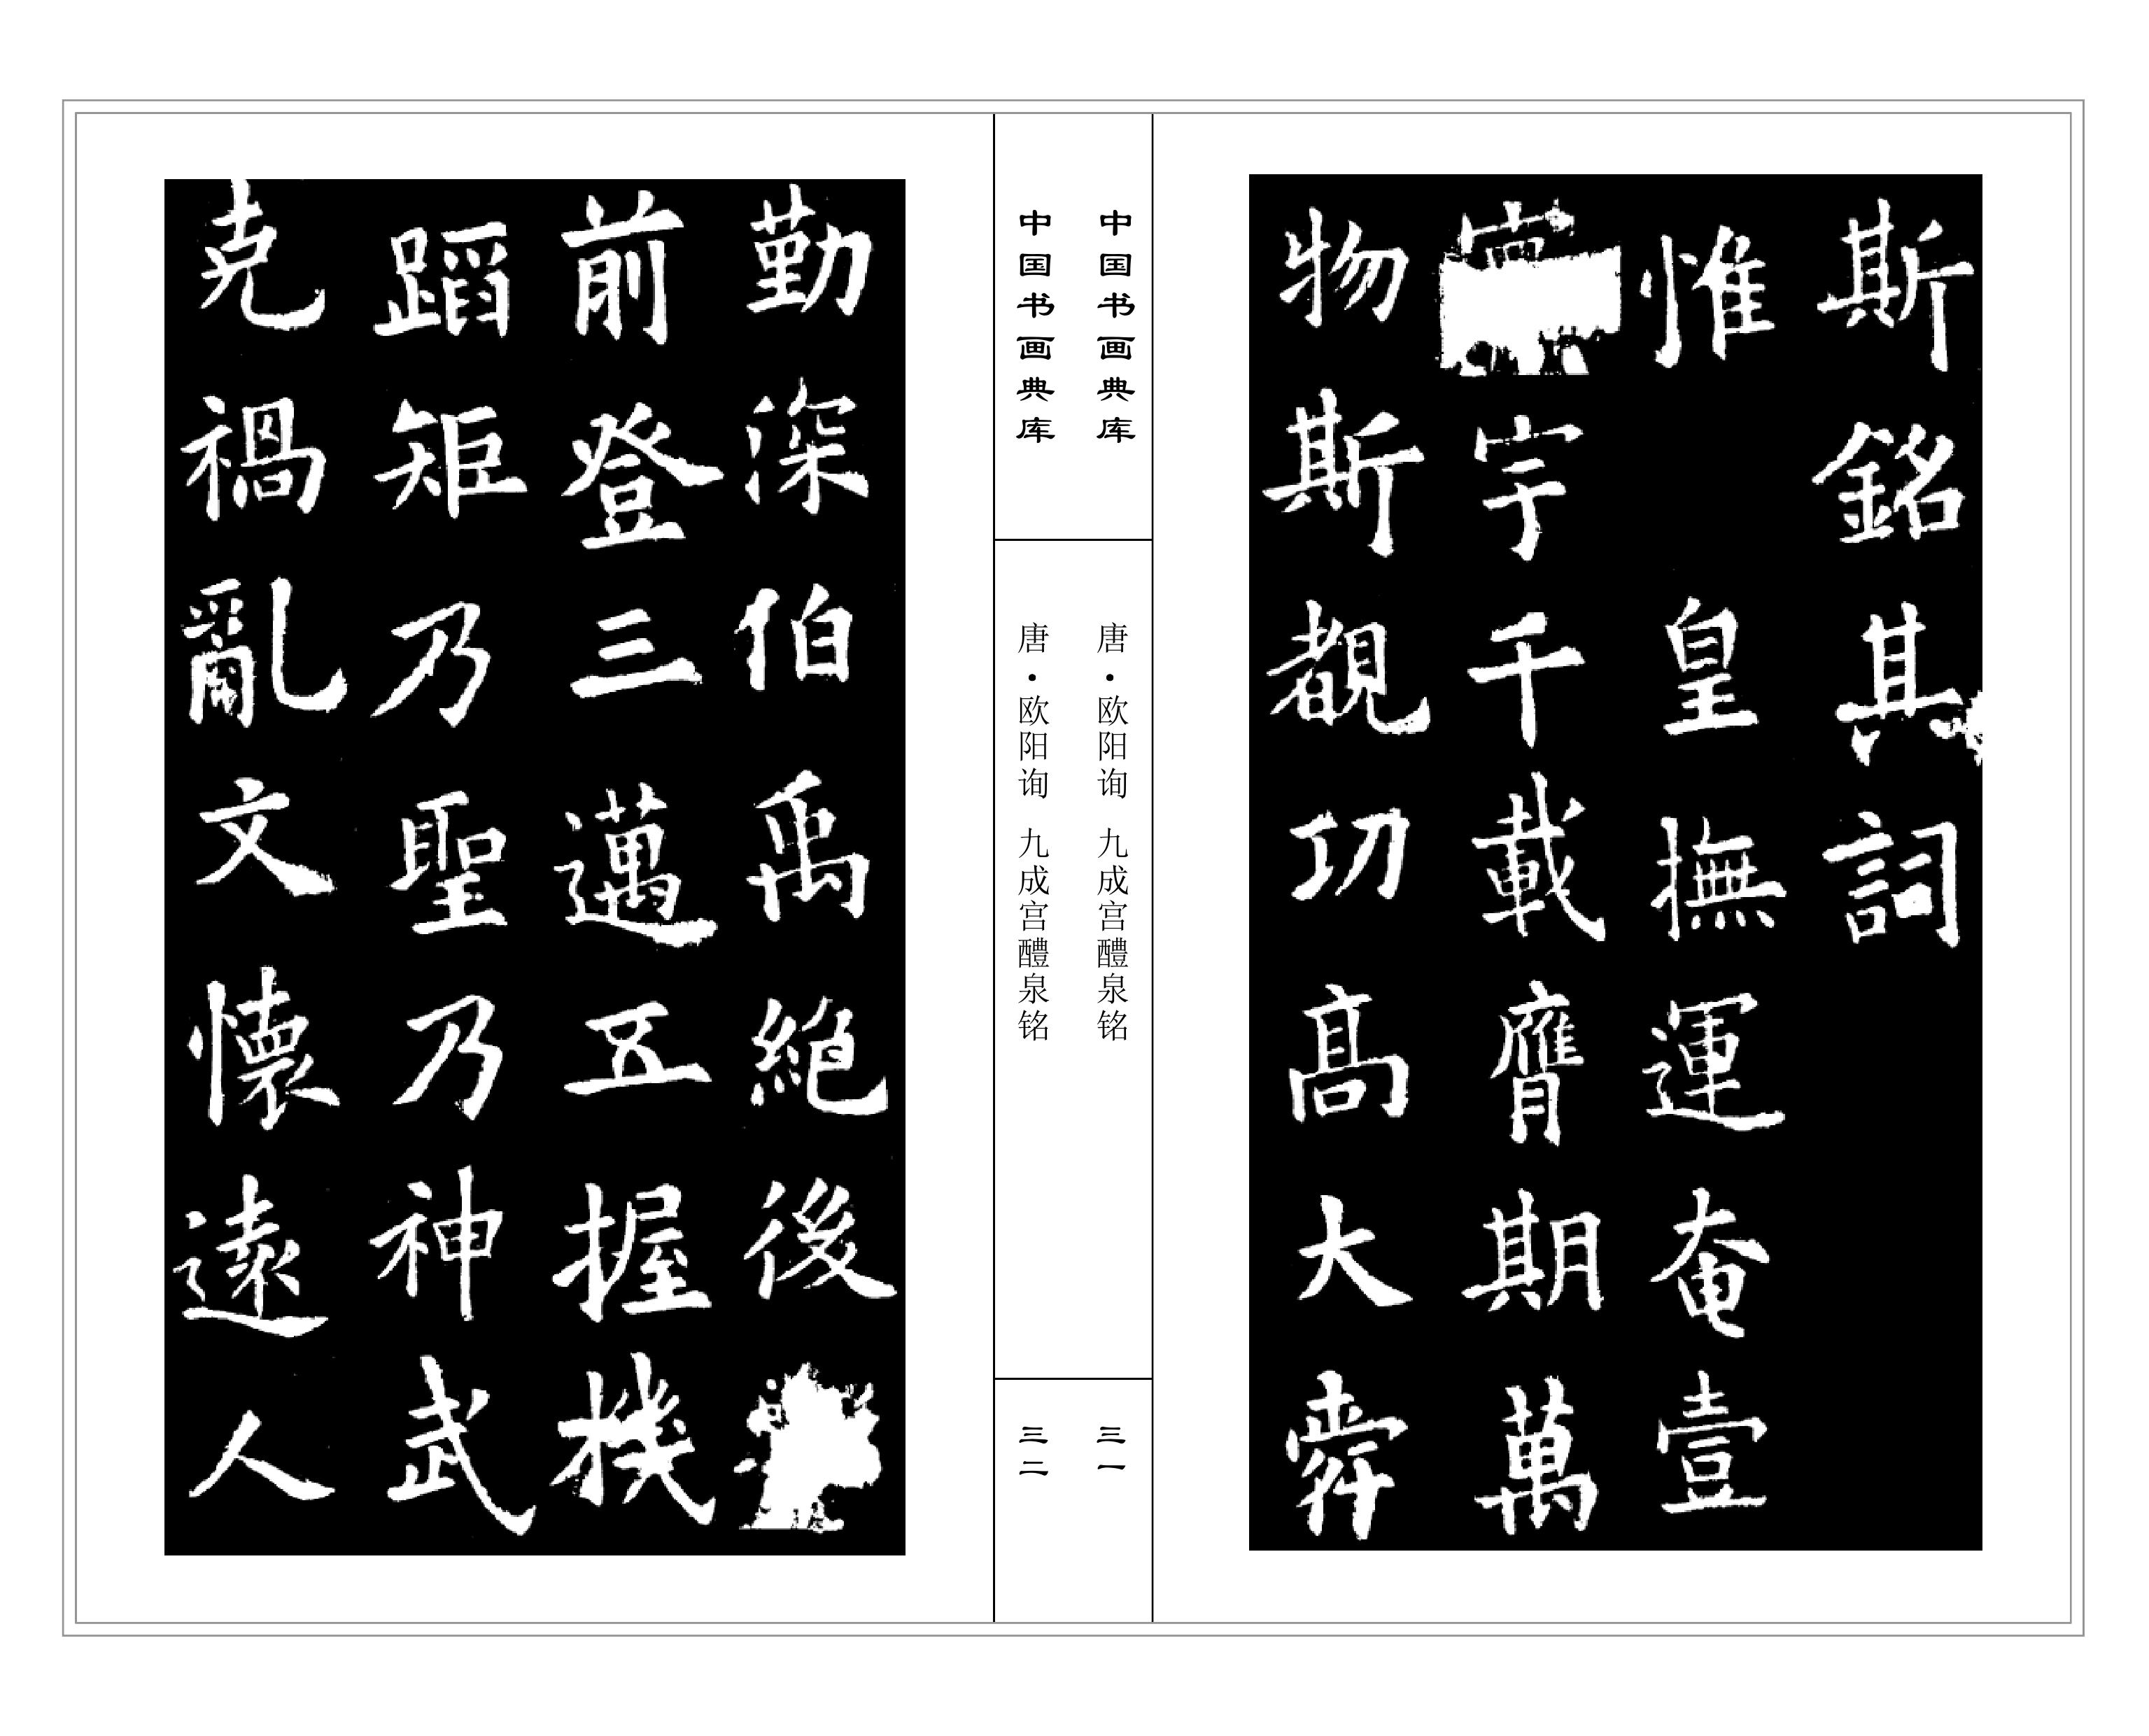 斯銘其詞
惟皇撫運奄壹
宇千載膺期萬
物斯覩功高大舜
中国书画典库
唐·欧阳询 九成宫醴泉铭
三一
中国书画典库
唐·欧阳询 九成宫醴泉铭
三二
勤深伯禹絶後
前登三邁五握機
蹈矩乃聖乃神武
克禍亂文懷遠人